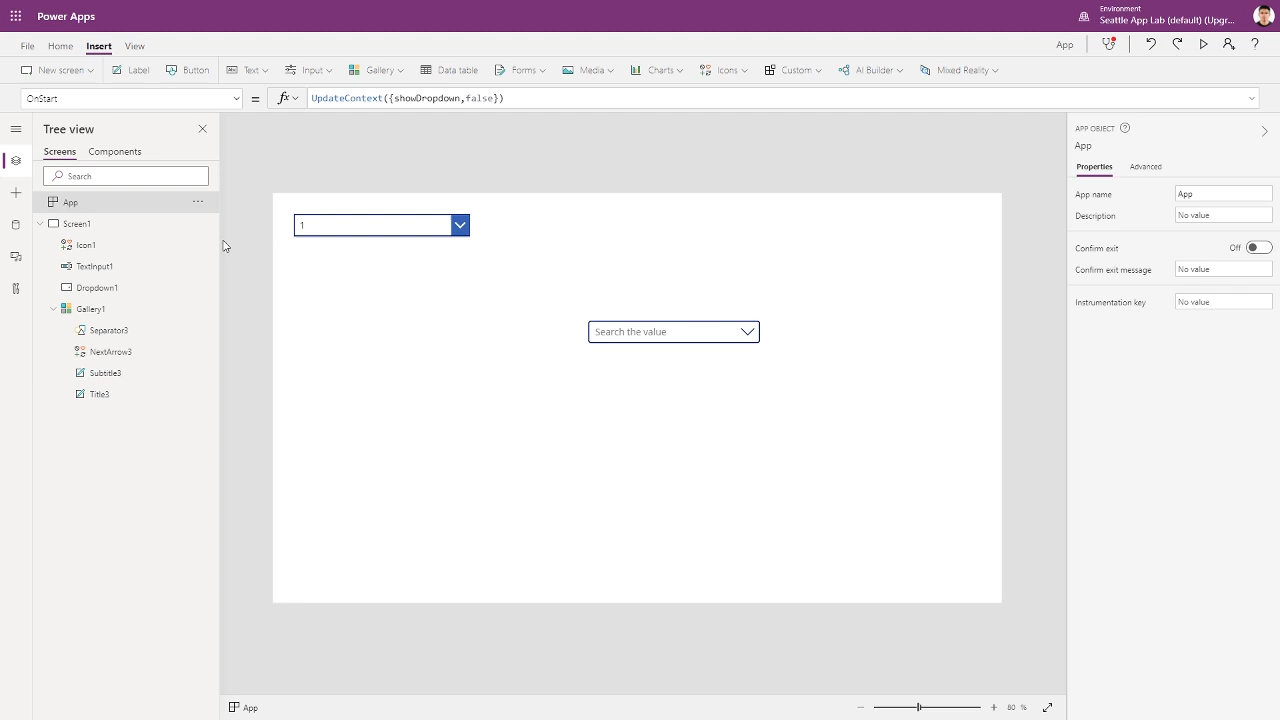 Power Apps
Environment
Seattle App Lab (default) (Upgr...
File
Home
Insert
View
App
New screen
Label
Button
Text
Input
Gallery
Data table
Forms
Media
Charts
Icons
Custom
AI Builder
Mixed Reality
OnStart
=
fx
UpdateContext({showDropdown,false})
Tree view
Screens
Components
Search
App
Screen1
Icon1
TextInput1
Dropdown1
Gallery1
Separator3
NextArrow3
Subtitle3
Title3
1
Search the value
APP OBJECT
App
Properties
Advanced
App name
App
Description
No value
Confirm exit
Off
Confirm exit message
No value
Instrumentation key
No value
App
80 %